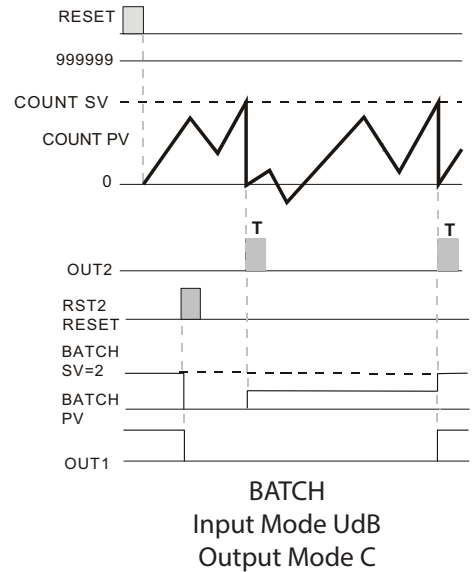 RESET
999999
COUNT SV
COUNT PV
0
T
T
OUT2
RST2
RESET
BATCH
SV=2
BATCH
PV
OUT1
BATCH
Input Mode UdB
Output Mode C